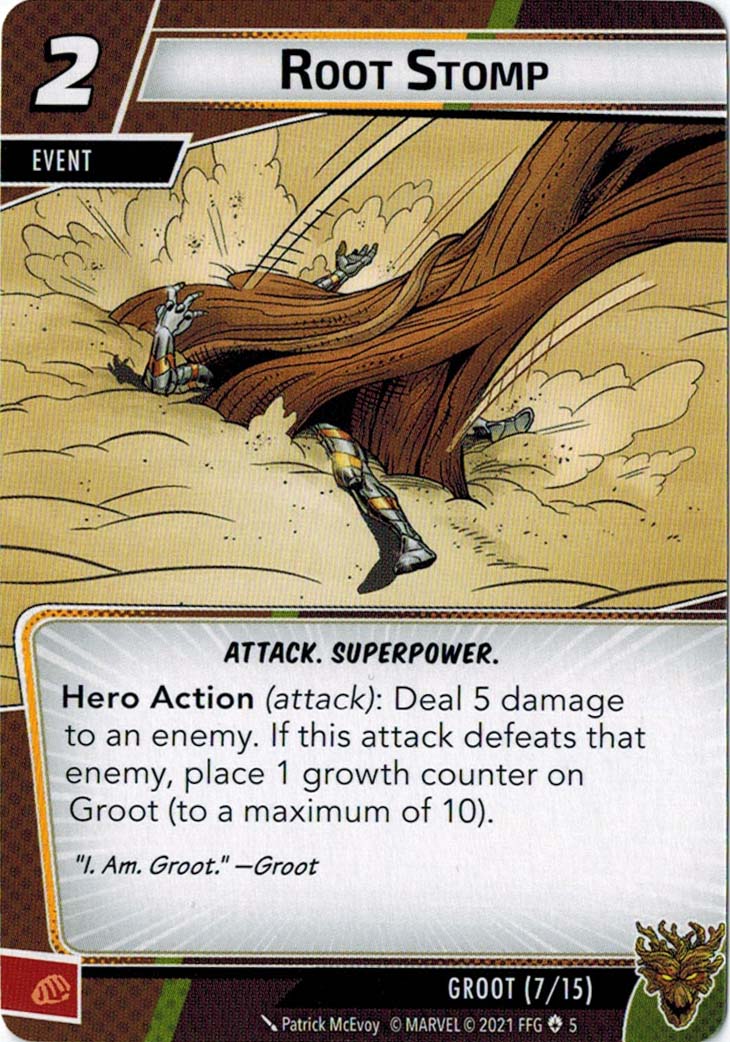 2
ROOT STOMP
EVENT
ATTACK. SUPERPOWER.
Hero Action (attack): Deal 5 damage
to an enemy. If this attack defeats that
enemy, place 1 growth counter on
Groot (to a maximum of 10).
"I. Am. Groot." —Groot
GROOT (7/15)
Patrick McEvoy © MARVEL © 2021 FFG 5